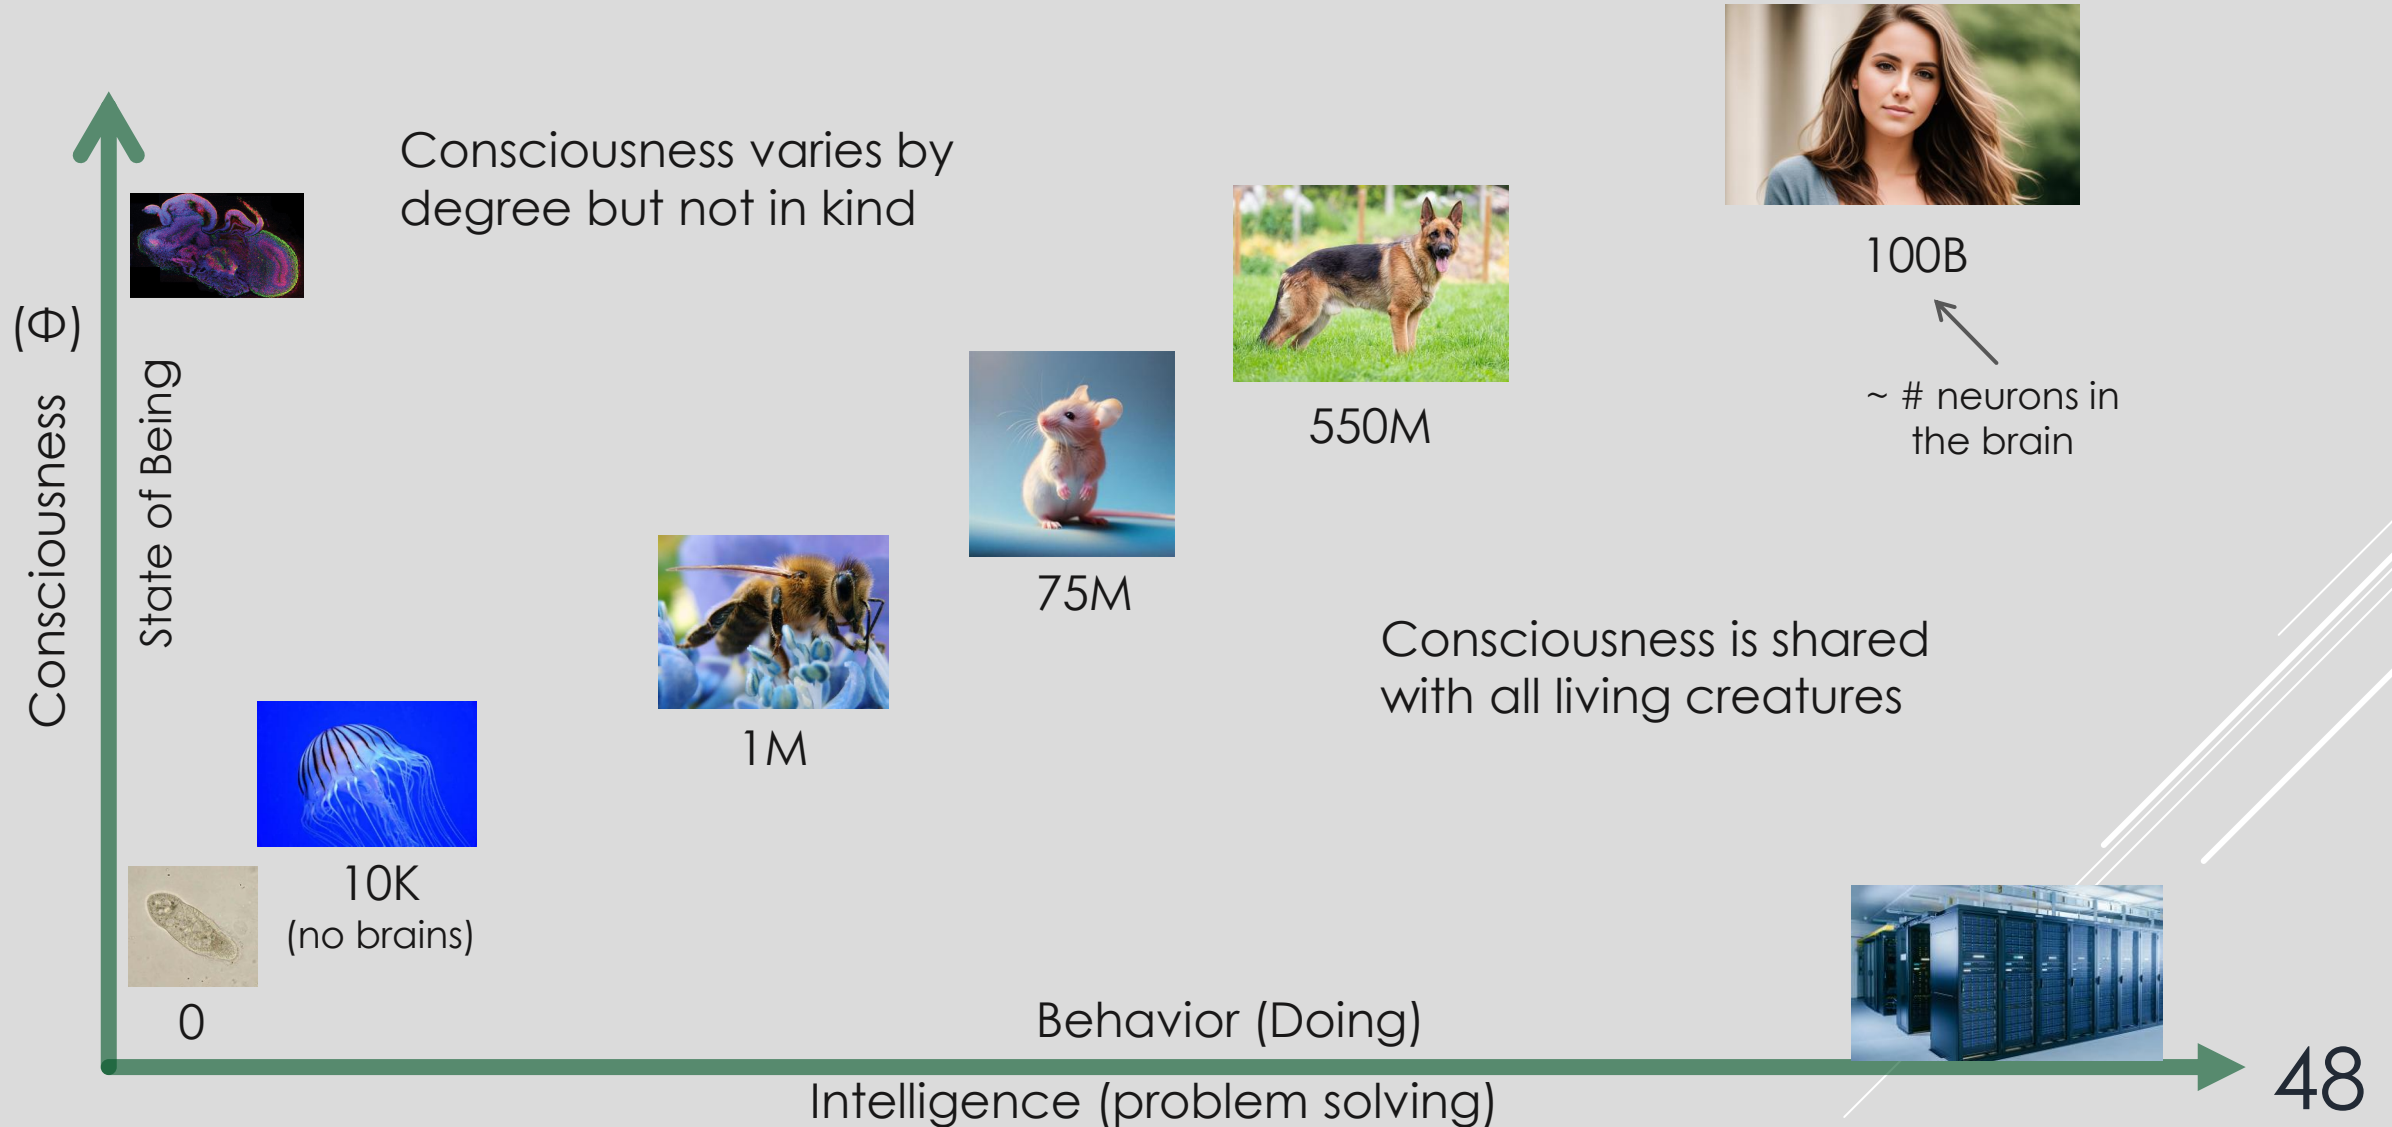 Consciousness varies by
degree but not in kind
100B
~ # neurons in
the brain
(Φ)
Consciousness
State of Being
550M
75M
Consciousness is shared
with all living creatures
1M
10K
(no brains)
0
Behavior (Doing)
Intelligence (problem solving)
48